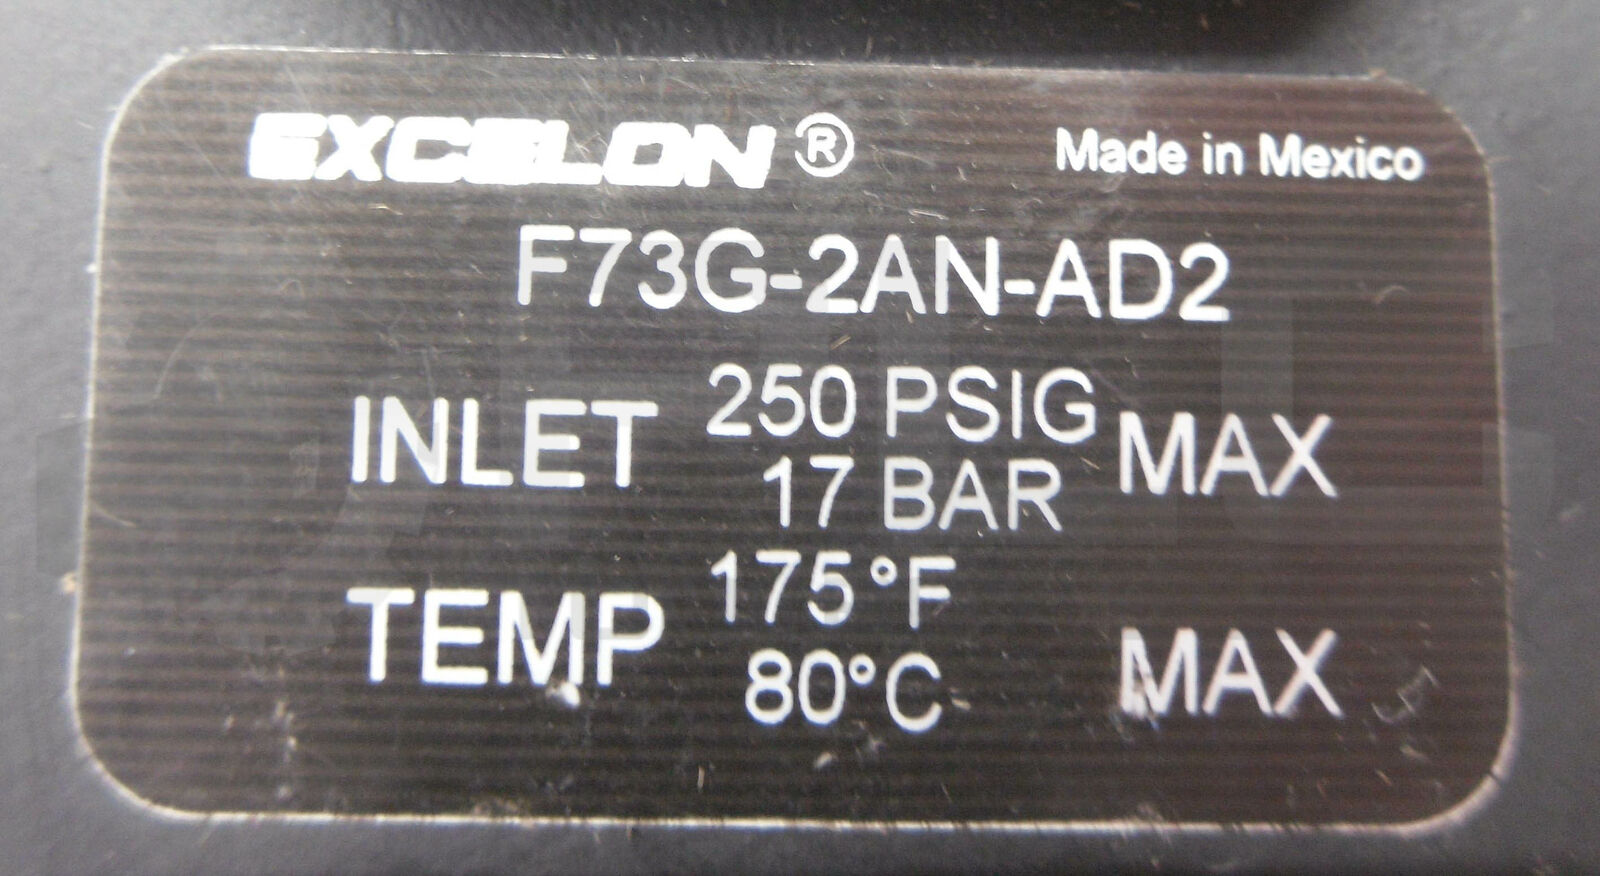 EXCELON® Made in Mexico
F73G-2AN-AD2
INLET 250 PSIG 17 BAR MAX
TEMP 175°F 80°C MAX